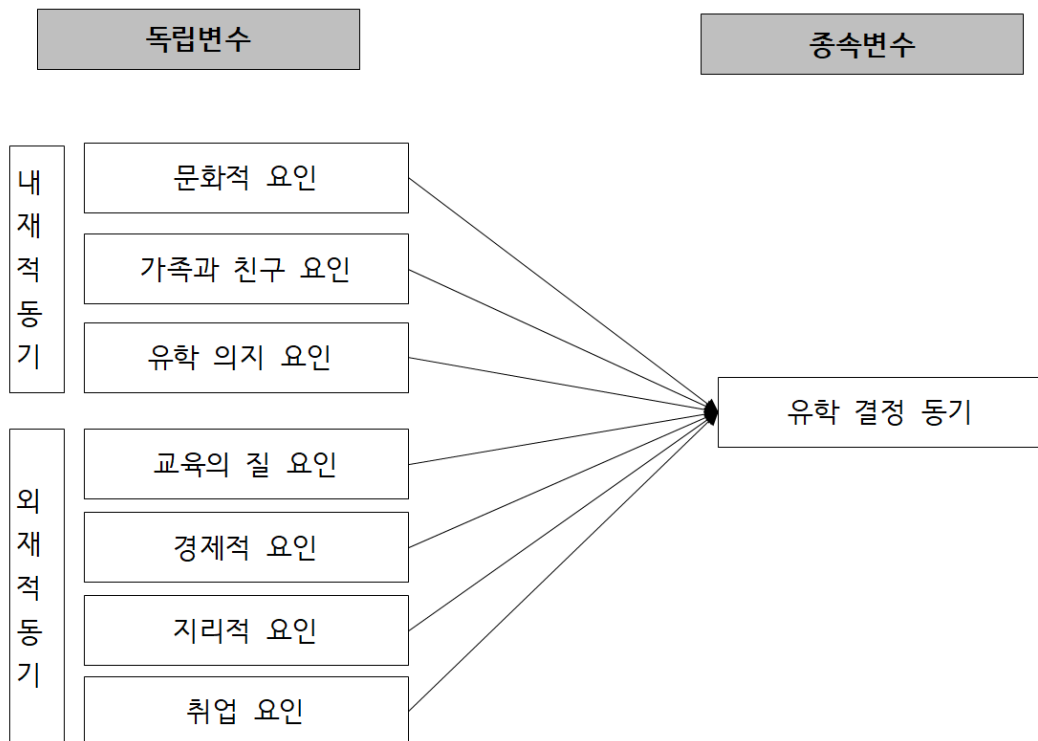 독립변수
종속변수
내재적동기
문화적 요인
가족과 친구 요인
유학 의지 요인
유학 결정 동기
외재적동기
교육의 질 요인
경제적 요인
지리적 요인
취업 요인